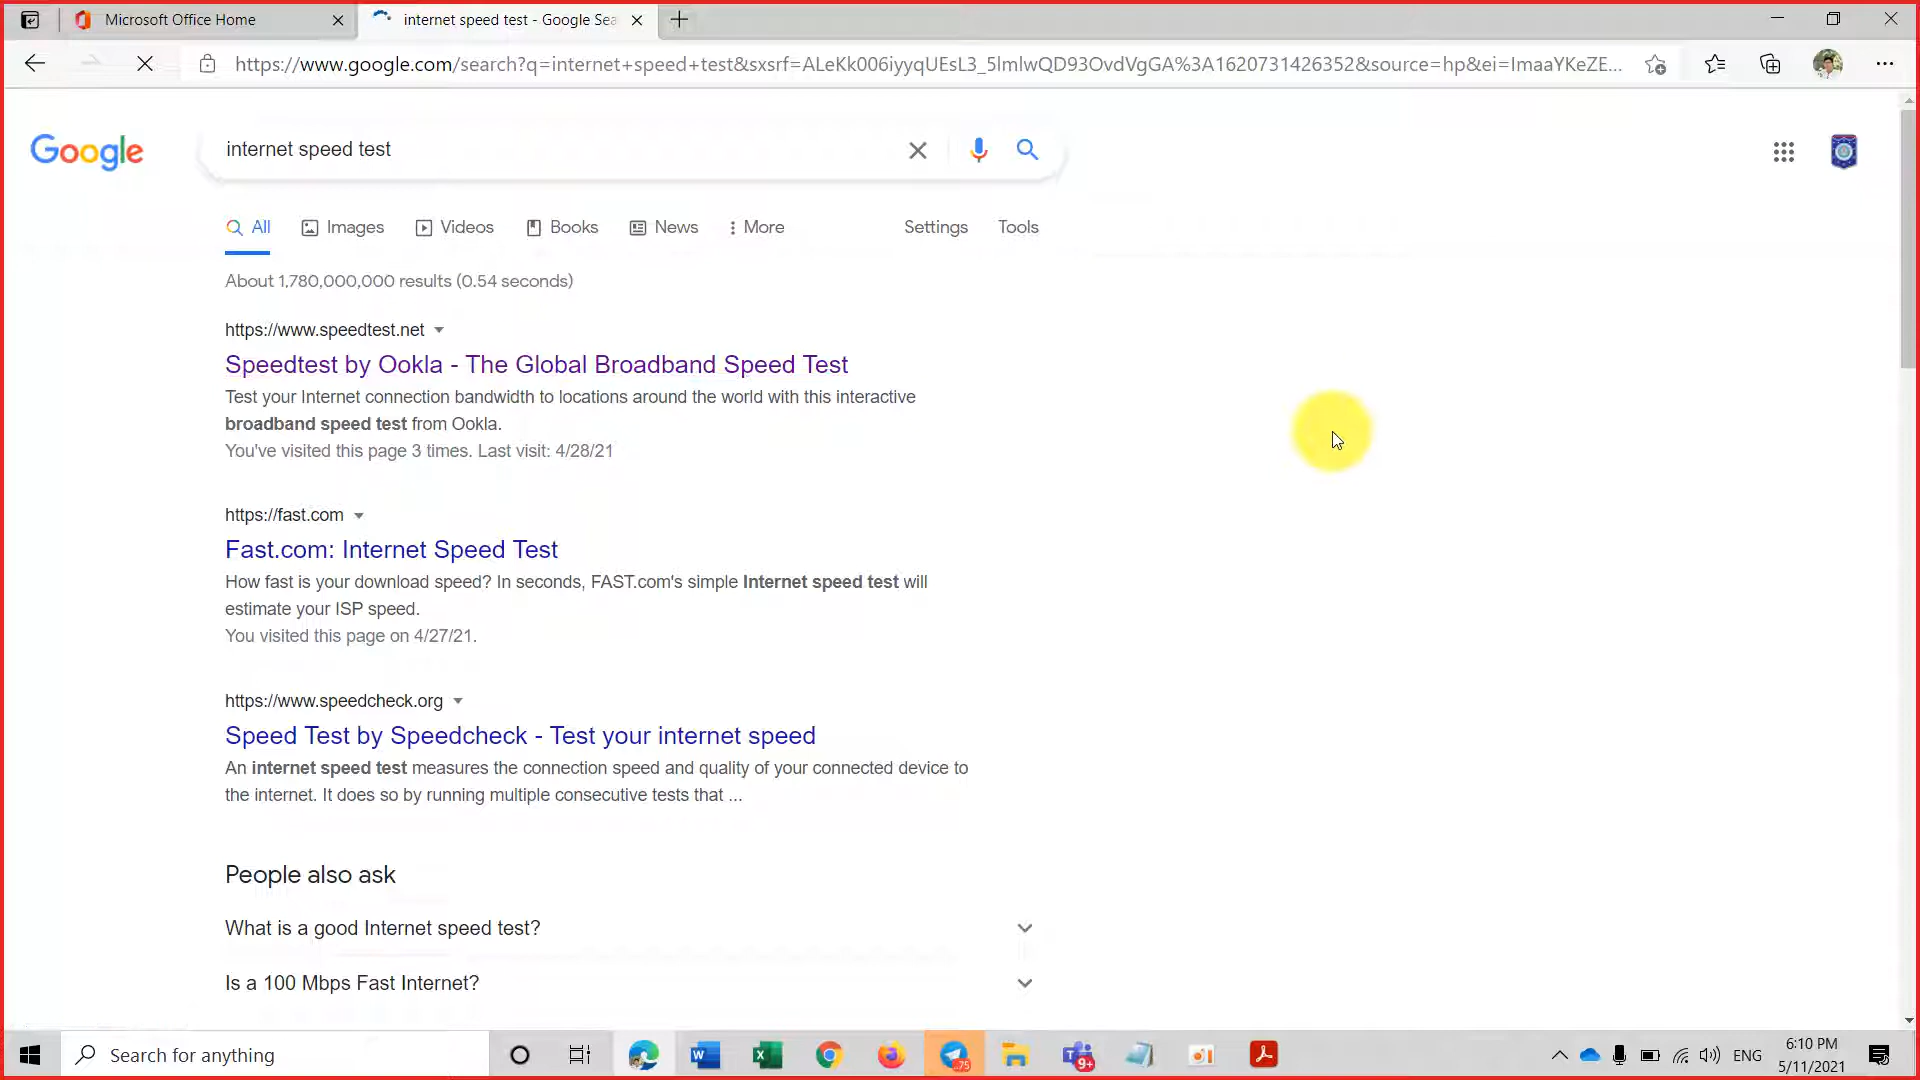 Microsoft Office Home
internet speed test - Google Sea
https://www.google.com/search?q=internet+speed+test&sxsrf=ALeKk006iyyqUEsL3_5lmlwQD93OvdVgGA%3A1620731426352&source=hp&ei=ImaaYKeZE...
Google
internet speed test
All
Images
Videos
Books
News
More
Settings
Tools
About 1,780,000,000 results (0.54 seconds)
https://www.speedtest.net
Speedtest by Ookla - The Global Broadband Speed Test
Test your Internet connection bandwidth to locations around the world with this interactive
broadband speed test from Ookla.
You've visited this page 3 times. Last visit: 4/28/21
https://fast.com
Fast.com: Internet Speed Test
How fast is your download speed? In seconds, FAST.com's simple Internet speed test will
estimate your ISP speed.
You visited this page on 4/27/21.
https://www.speedcheck.org
Speed Test by Speedcheck - Test your internet speed
An internet speed test measures the connection speed and quality of your connected device to
the internet. It does so by running multiple consecutive tests that ...
People also ask
What is a good Internet speed test?
Is a 100 Mbps Fast Internet?
Search for anything
9+
ENG
6:10 PM
5/11/2021